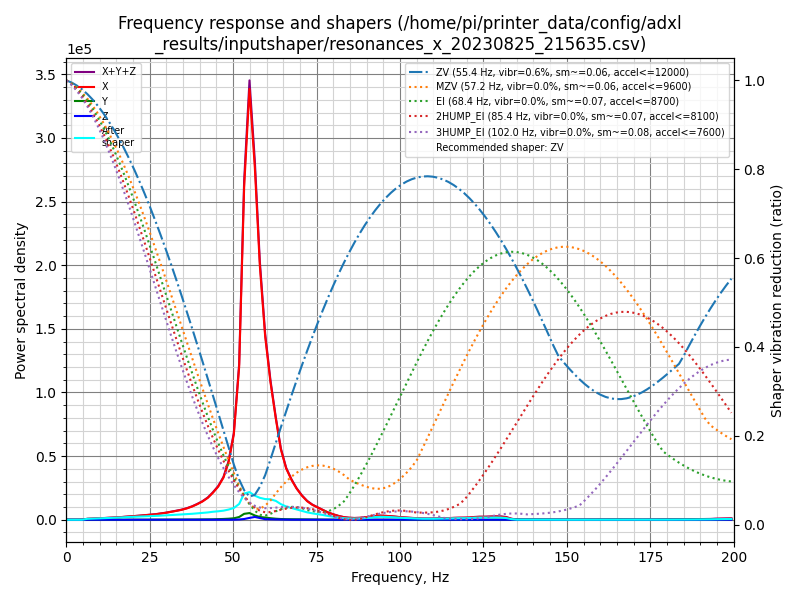 Frequency response and shapers (/home/pi/printer_data/config/adxl
_results/inputshaper/resonances_x_20230825_215635.csv)
1e5
X+Y+Z
X
Y
Z
After
shaper
ZV (55.4 Hz, vibr=0.6%, sm~=0.06, accel<=12000)
MZV (57.2 Hz, vibr=0.0%, sm~=0.06, accel<=9600)
EI (68.4 Hz, vibr=0.0%, sm~=0.07, accel<=8700)
2HUMP_EI (85.4 Hz, vibr=0.0%, sm~=0.07, accel<=8100)
3HUMP_EI (102.0 Hz, vibr=0.0%, sm~=0.08, accel<=7600)
Recommended shaper: ZV
Power spectral density
3.5
3.0
2.5
2.0
1.5
1.0
0.5
0.0
1.0
0.8
0.6
0.4
0.2
0.0
Shaper vibration reduction (ratio)
0 25 50 75 100 125 150 175 200
Frequency, Hz